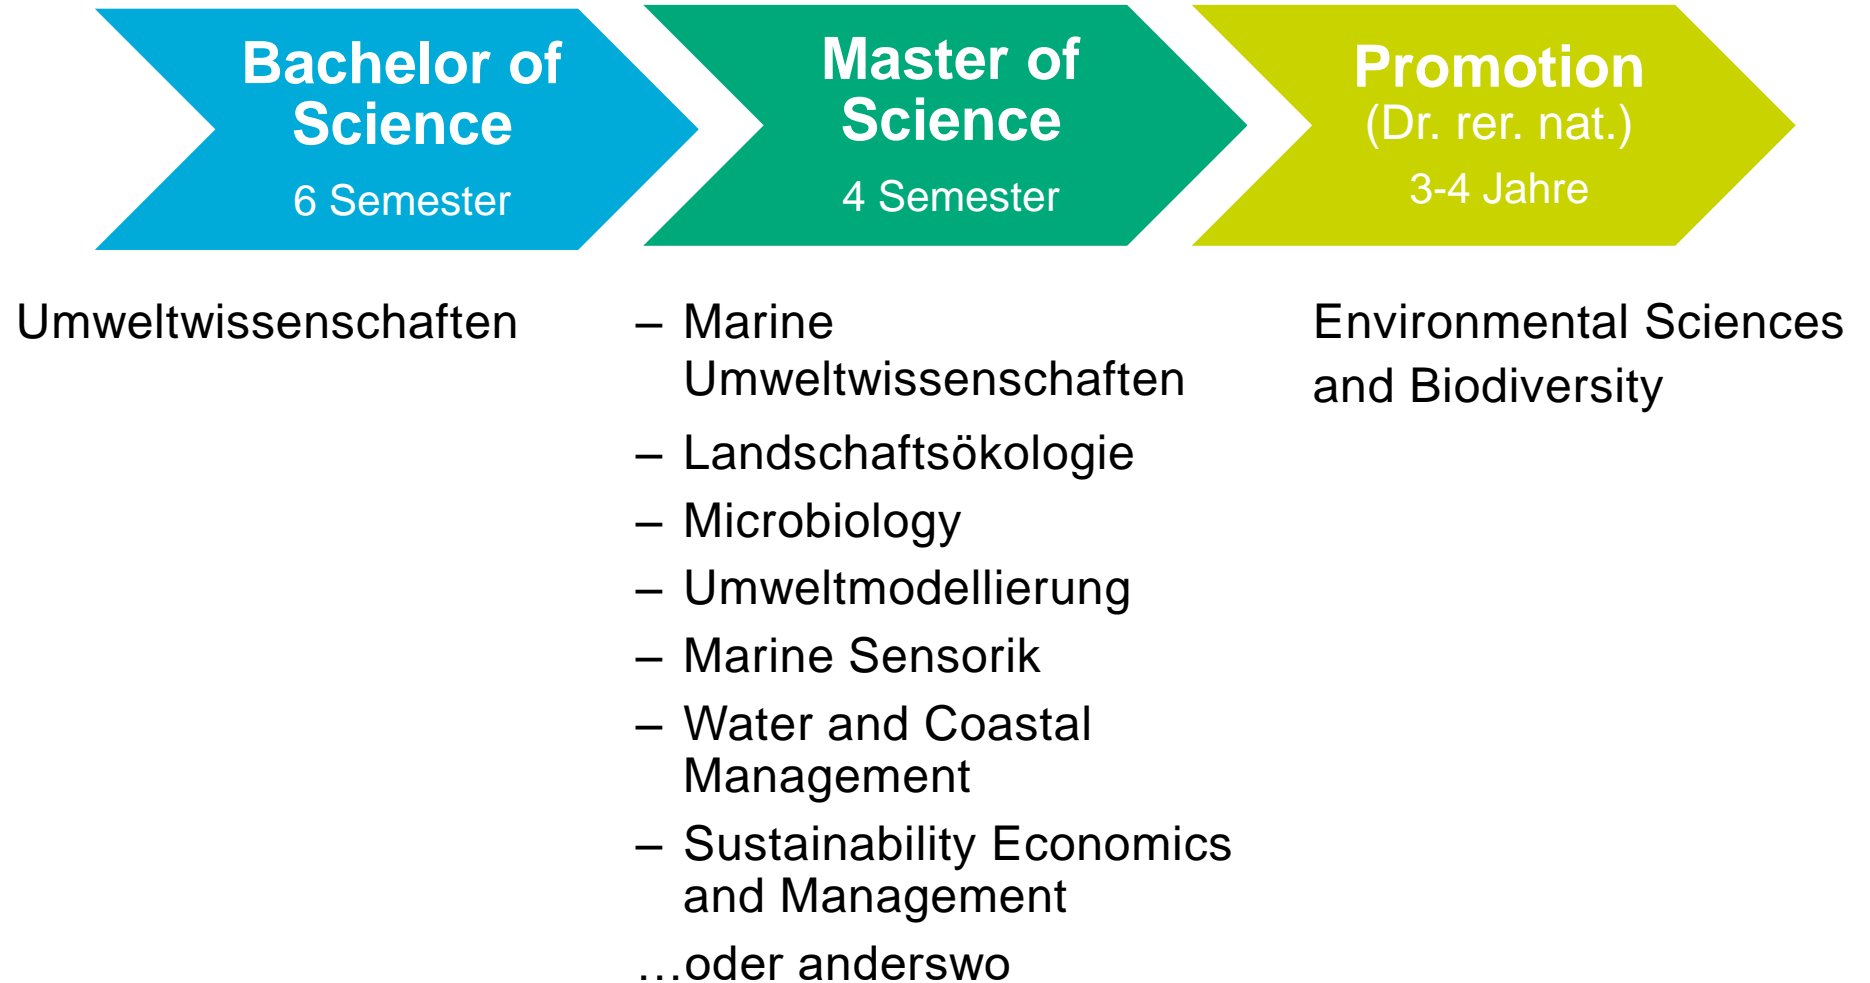 Bachelor of
Science
6 Semester
Master of
Science
4 Semester
Promotion
(Dr. rer. nat.)
3-4 Jahre
Umweltwissenschaften
– Marine
Umweltwissenschaften
– Landschaftsökologie
– Microbiology
– Umweltmodellierung
– Marine Sensorik
– Water and Coastal
Management
– Sustainability Economics
and Management
…oder anderswo
Environmental Sciences
and Biodiversity